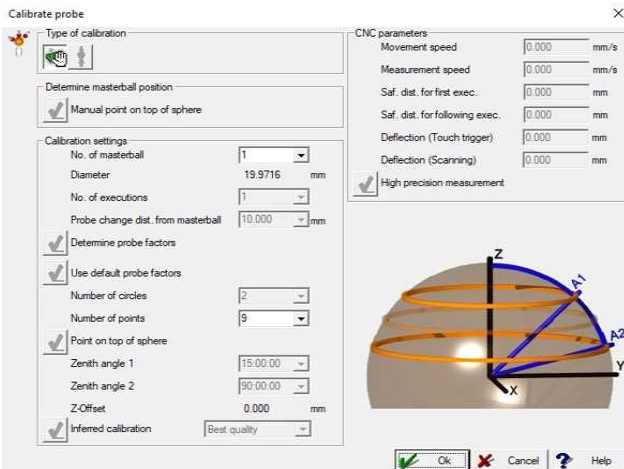 Calibrate probe
Type of calibration
Determine masterball position
Manual point on top of sphere
Calibration settings
No. of masterball 1
Diameter 19.9716 mm
No. of executions 1
Probe change dist. from masterball 10.000 mm
Determine probe factors
Use default probe factors
Number of circles 2
Number of points 9
Point on top of sphere
Zenith angle 1 15:00:00
Zenith angle 2 90:00:00
Z-Offset 0.000 mm
Inferred calibration Best quality
CNC parameters
Movement speed 0.000 mm/s
Measurement speed 0.000 mm/s
Saf. dist. for first exec. 0.000 mm
Saf. dist. for following exec. 0.000 mm
Deflection (Touch trigger) 0.000 mm
Deflection (Scanning) 0.000 mm
High precision measurement
Z
A1
A2
Y
X
Ok Cancel Help